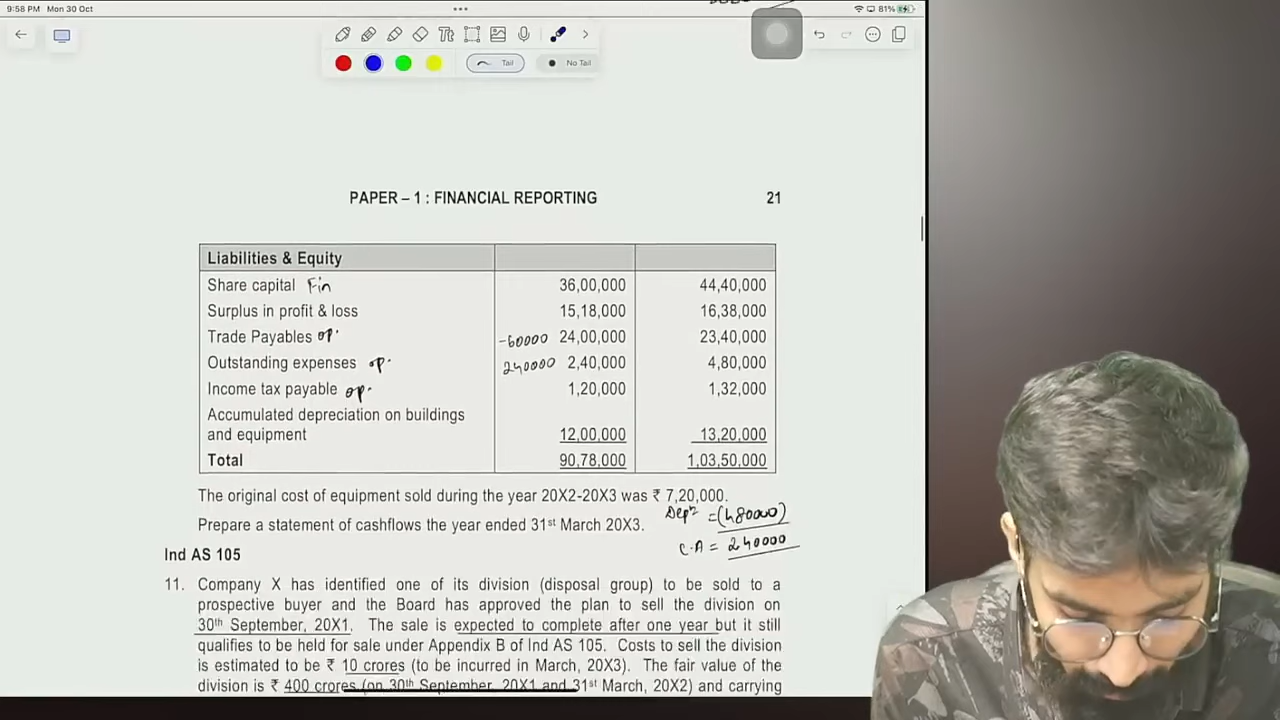 9:58 PM Mon 30 Oct
81%
Tail
No Tail
PAPER – 1 : FINANCIAL REPORTING 21
Liabilities & Equity
Share capital Fin 36,00,000 44,40,000
Surplus in profit & loss 15,18,000 16,38,000
Trade Payables op. -60000 24,00,000 23,40,000
Outstanding expenses op. 240000 2,40,000 4,80,000
Income tax payable op. 1,20,000 1,32,000
Accumulated depreciation on buildings
and equipment 12,00,000 13,20,000
Total 90,78,000 1,03,50,000
The original cost of equipment sold during the year 20X2-20X3 was ₹ 7,20,000.
Depn = (480000)
Prepare a statement of cashflows the year ended 31st March 20X3.
C.A = 240000
Ind AS 105
11. Company X has identified one of its division (disposal group) to be sold to a
prospective buyer and the Board has approved the plan to sell the division on
30th September, 20X1. The sale is expected to complete after one year but it still
qualifies to be held for sale under Appendix B of Ind AS 105. Costs to sell the division
is estimated to be ₹ 10 crores (to be incurred in March, 20X3). The fair value of the
division is ₹ 400 crores (on 30th September, 20X1 and 31st March, 20X2) and carrying